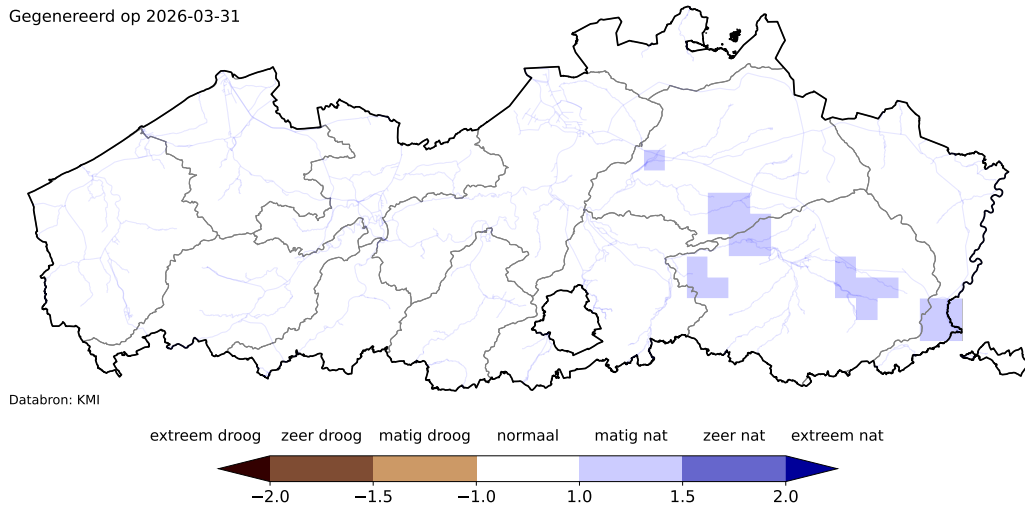 Gegenereerd op 2026-03-31
Databron: KMI
extreem droog zeer droog matig droog normaal matig nat zeer nat extreem nat
−2.0 −1.5 −1.0 1.0 1.5 2.0